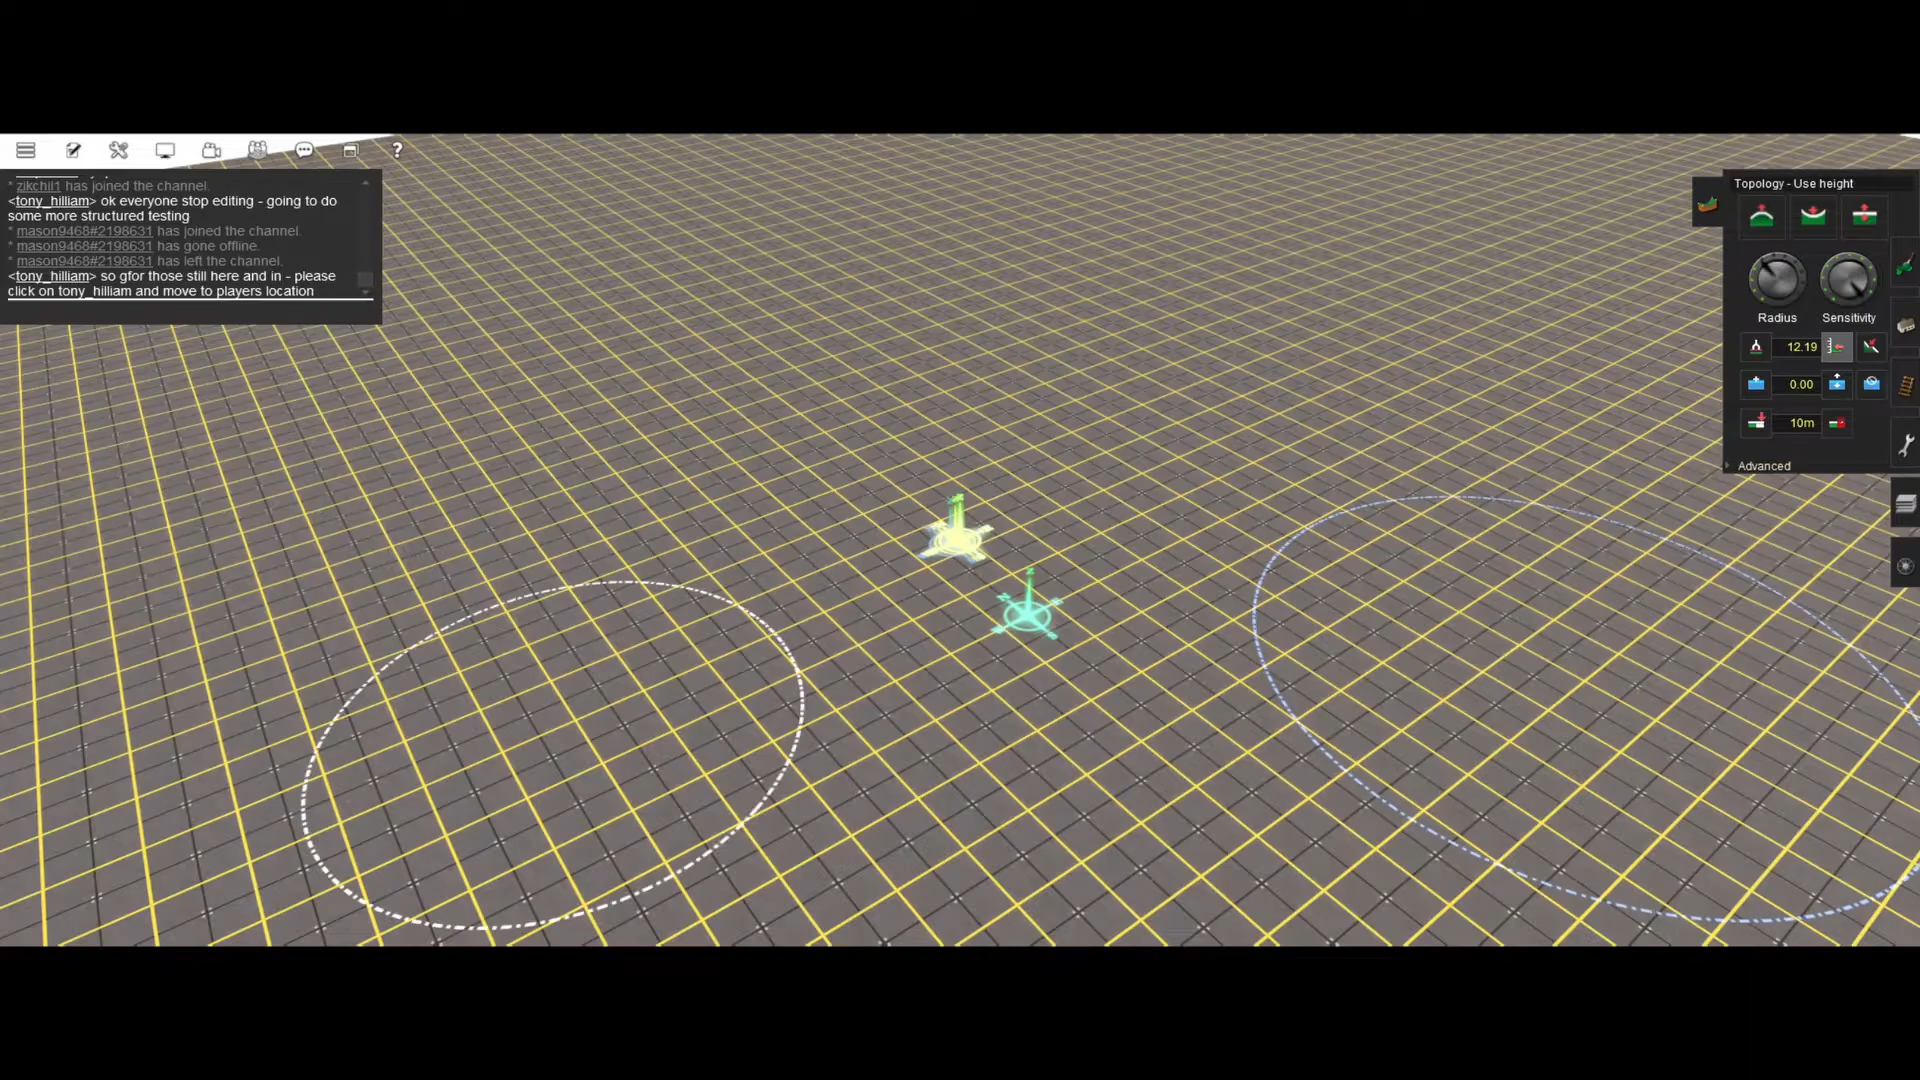 ?
* zikchil1 has joined the channel.
<tony_hilliam> ok everyone stop editing - going to do
some more structured testing
* mason9468#2198631 has joined the channel.
* mason9468#2198631 has gone offline.
* mason9468#2198631 has left the channel.
<tony_hilliam> so gfor those still here and in - please
click on tony_hilliam and move to players location
Topology - Use height
Radius Sensitivity
12.19
0.00
10m
Advanced